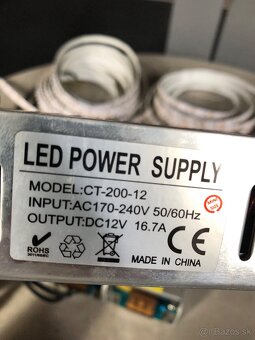 LED POWER SUPPLY
MODEL:CT-200-12
INPUT:AC170-240V 50/60Hz
OUTPUT:DC12V 16.7A
ROHS
MADE IN CHINA
Bazos.sk